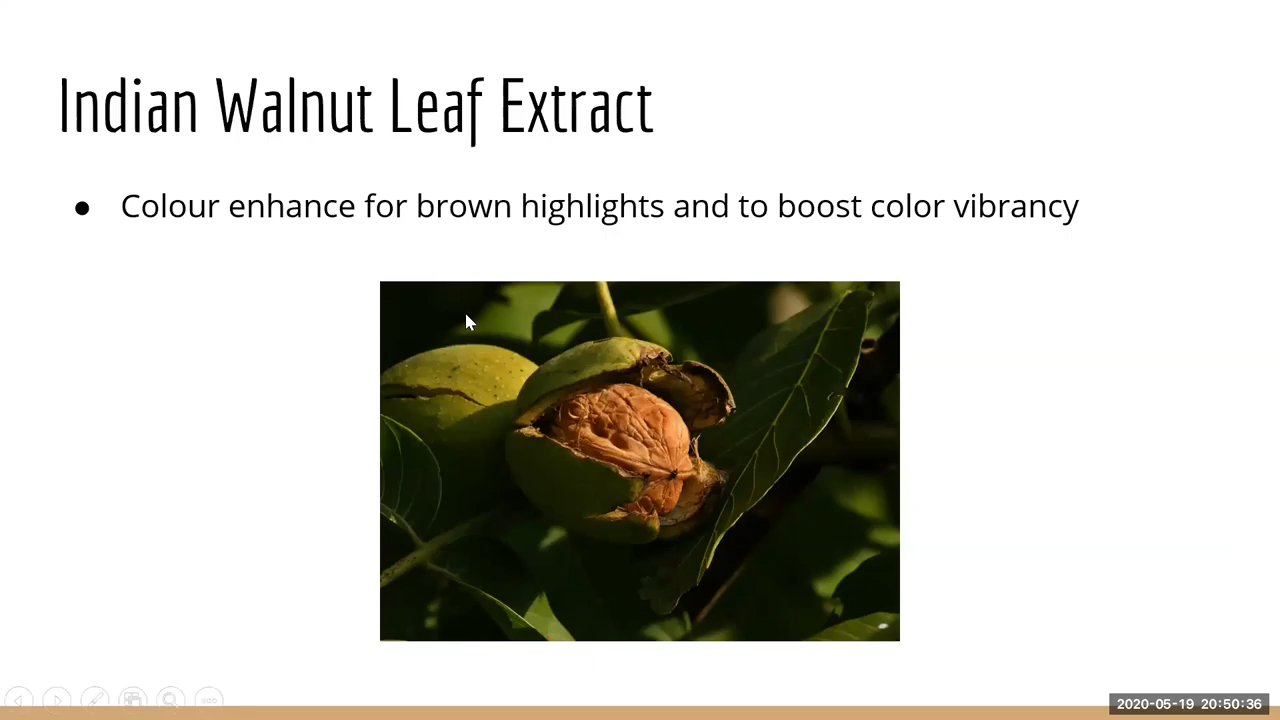 Indian Walnut Leaf Extract
● Colour enhance for brown highlights and to boost color vibrancy
2020-05-19 20:50:36